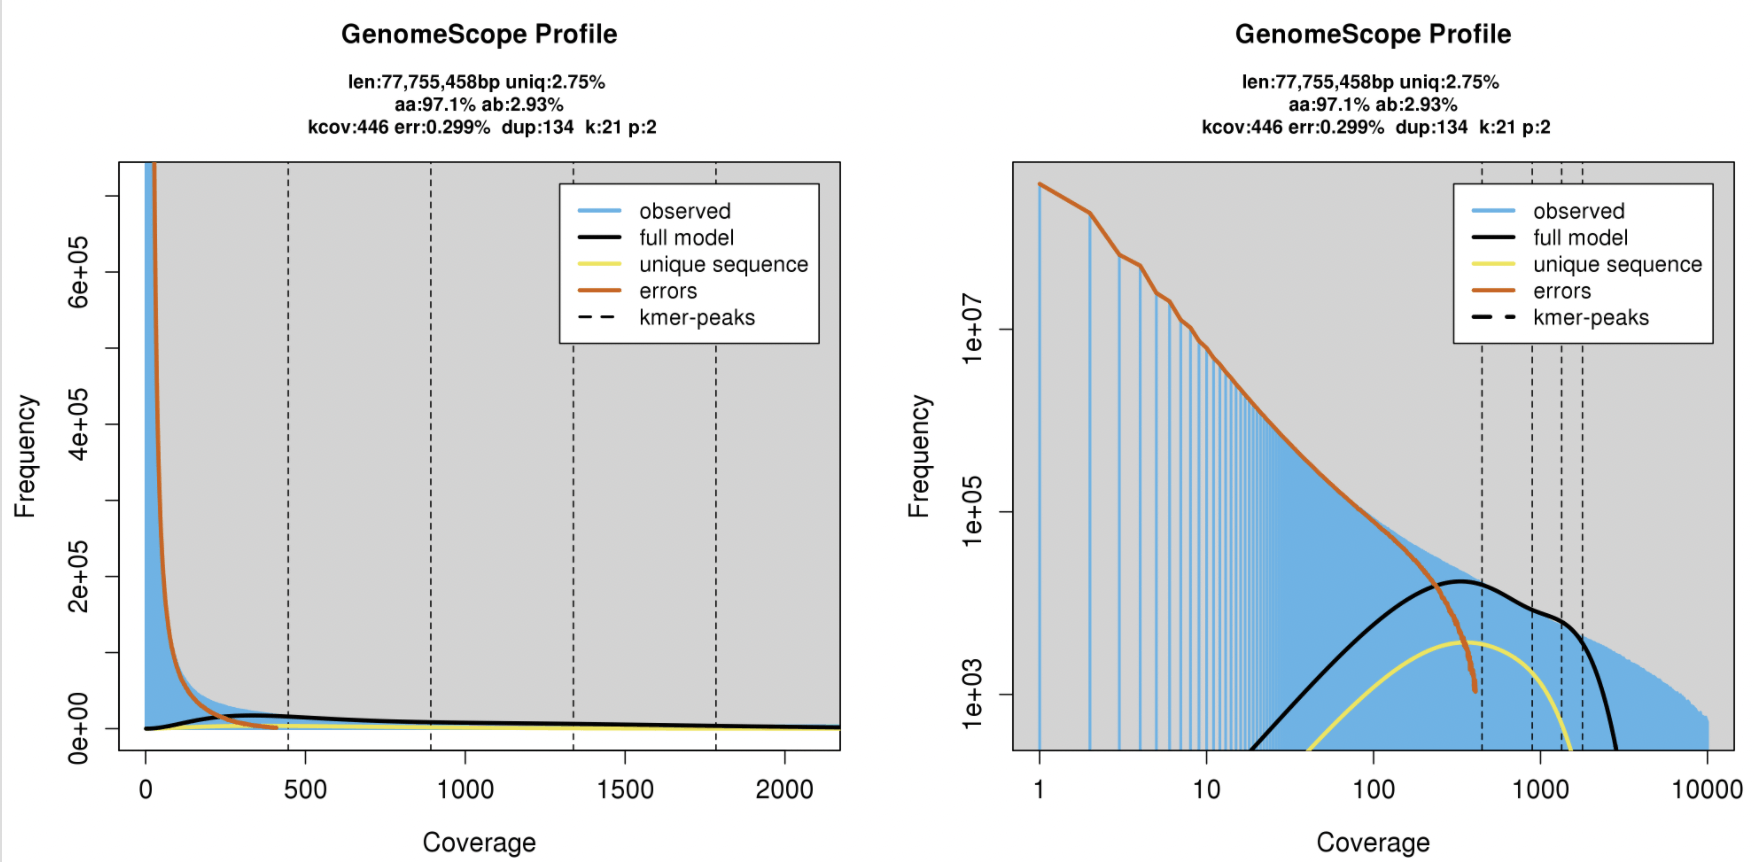 GenomeScope Profile
len:77,755,458bp uniq:2.75%
aa:97.1% ab:2.93%
kcov:446 err:0.299%  dup:134  k:21 p:2
observed
full model
unique sequence
errors
kmer-peaks
Frequency
6e+05
4e+05
2e+05
0e+00
0
500
1000
1500
2000
Coverage
GenomeScope Profile
len:77,755,458bp uniq:2.75%
aa:97.1% ab:2.93%
kcov:446 err:0.299%  dup:134  k:21 p:2
observed
full model
unique sequence
errors
kmer-peaks
Frequency
1e+07
1e+05
1e+03
1
10
100
1000
10000
Coverage